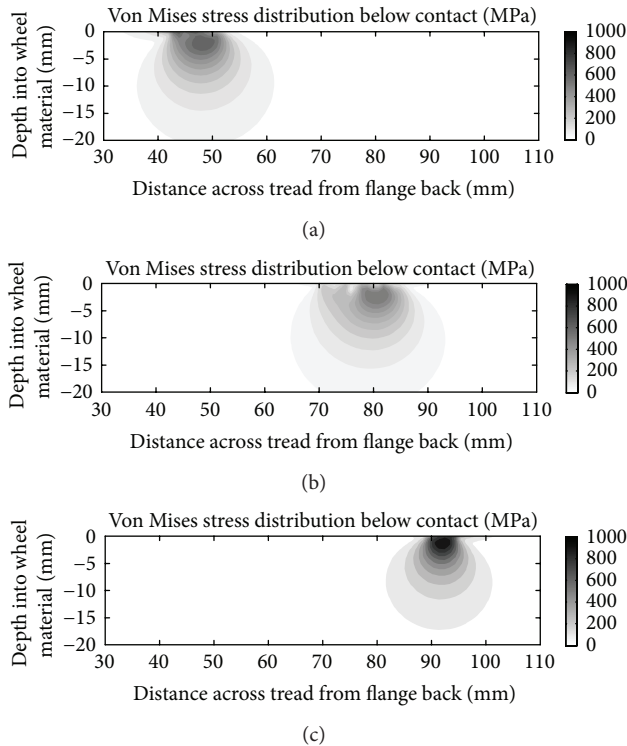 Von Mises stress distribution below contact (MPa)
Depth into wheel
material (mm)
0
−5
−10
−15
−20
30 40 50 60 70 80 90 100 110
Distance across tread from flange back (mm)
1000
800
600
400
200
0
(a)
Von Mises stress distribution below contact (MPa)
Depth into wheel
material (mm)
0
−5
−10
−15
−20
30 40 50 60 70 80 90 100 110
Distance across tread from flange back (mm)
1000
800
600
400
200
0
(b)
Von Mises stress distribution below contact (MPa)
Depth into wheel
material (mm)
0
−5
−10
−15
−20
30 40 50 60 70 80 90 100 110
Distance across tread from flange back (mm)
1000
800
600
400
200
0
(c)